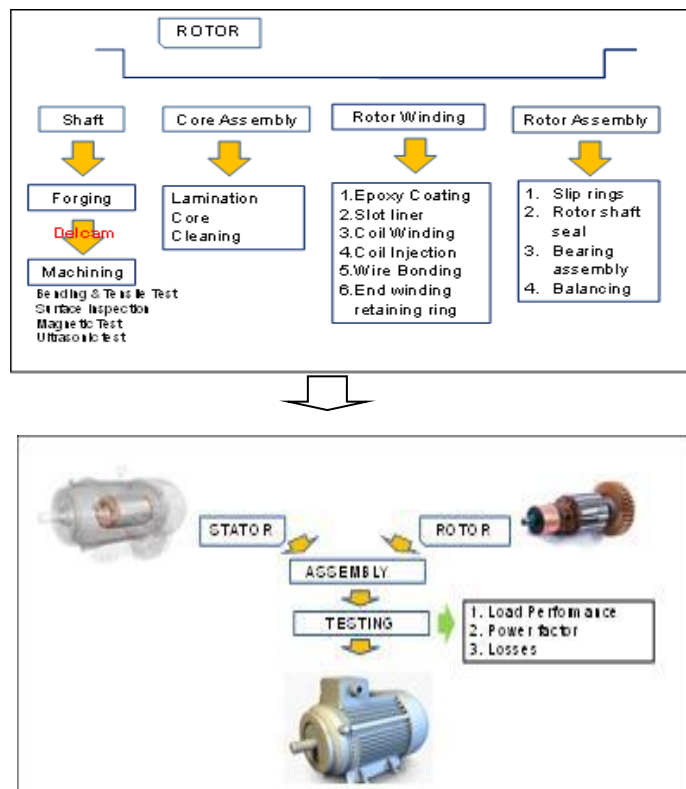 ROTOR
Shaft
Core Assembly
Rotor Winding
Rotor Assembly
Forging
Delcam
Machining
Bending & Tensile Test
Surface Inspection
Magnetic Test
Ultrasonic test
Lamination
Core
Cleaning
1.Epoxy Coating
2.Slot liner
3.Coil Winding
4.Coil Injection
5.Wire Bonding
6.End winding
retaining ring
1. Slip rings
2. Rotor shaft
seal
3. Bearing
assembly
4. Balancing
STATOR
ROTOR
ASSEMBLY
TESTING
1. Load Performance
2. Power factor
3. Losses